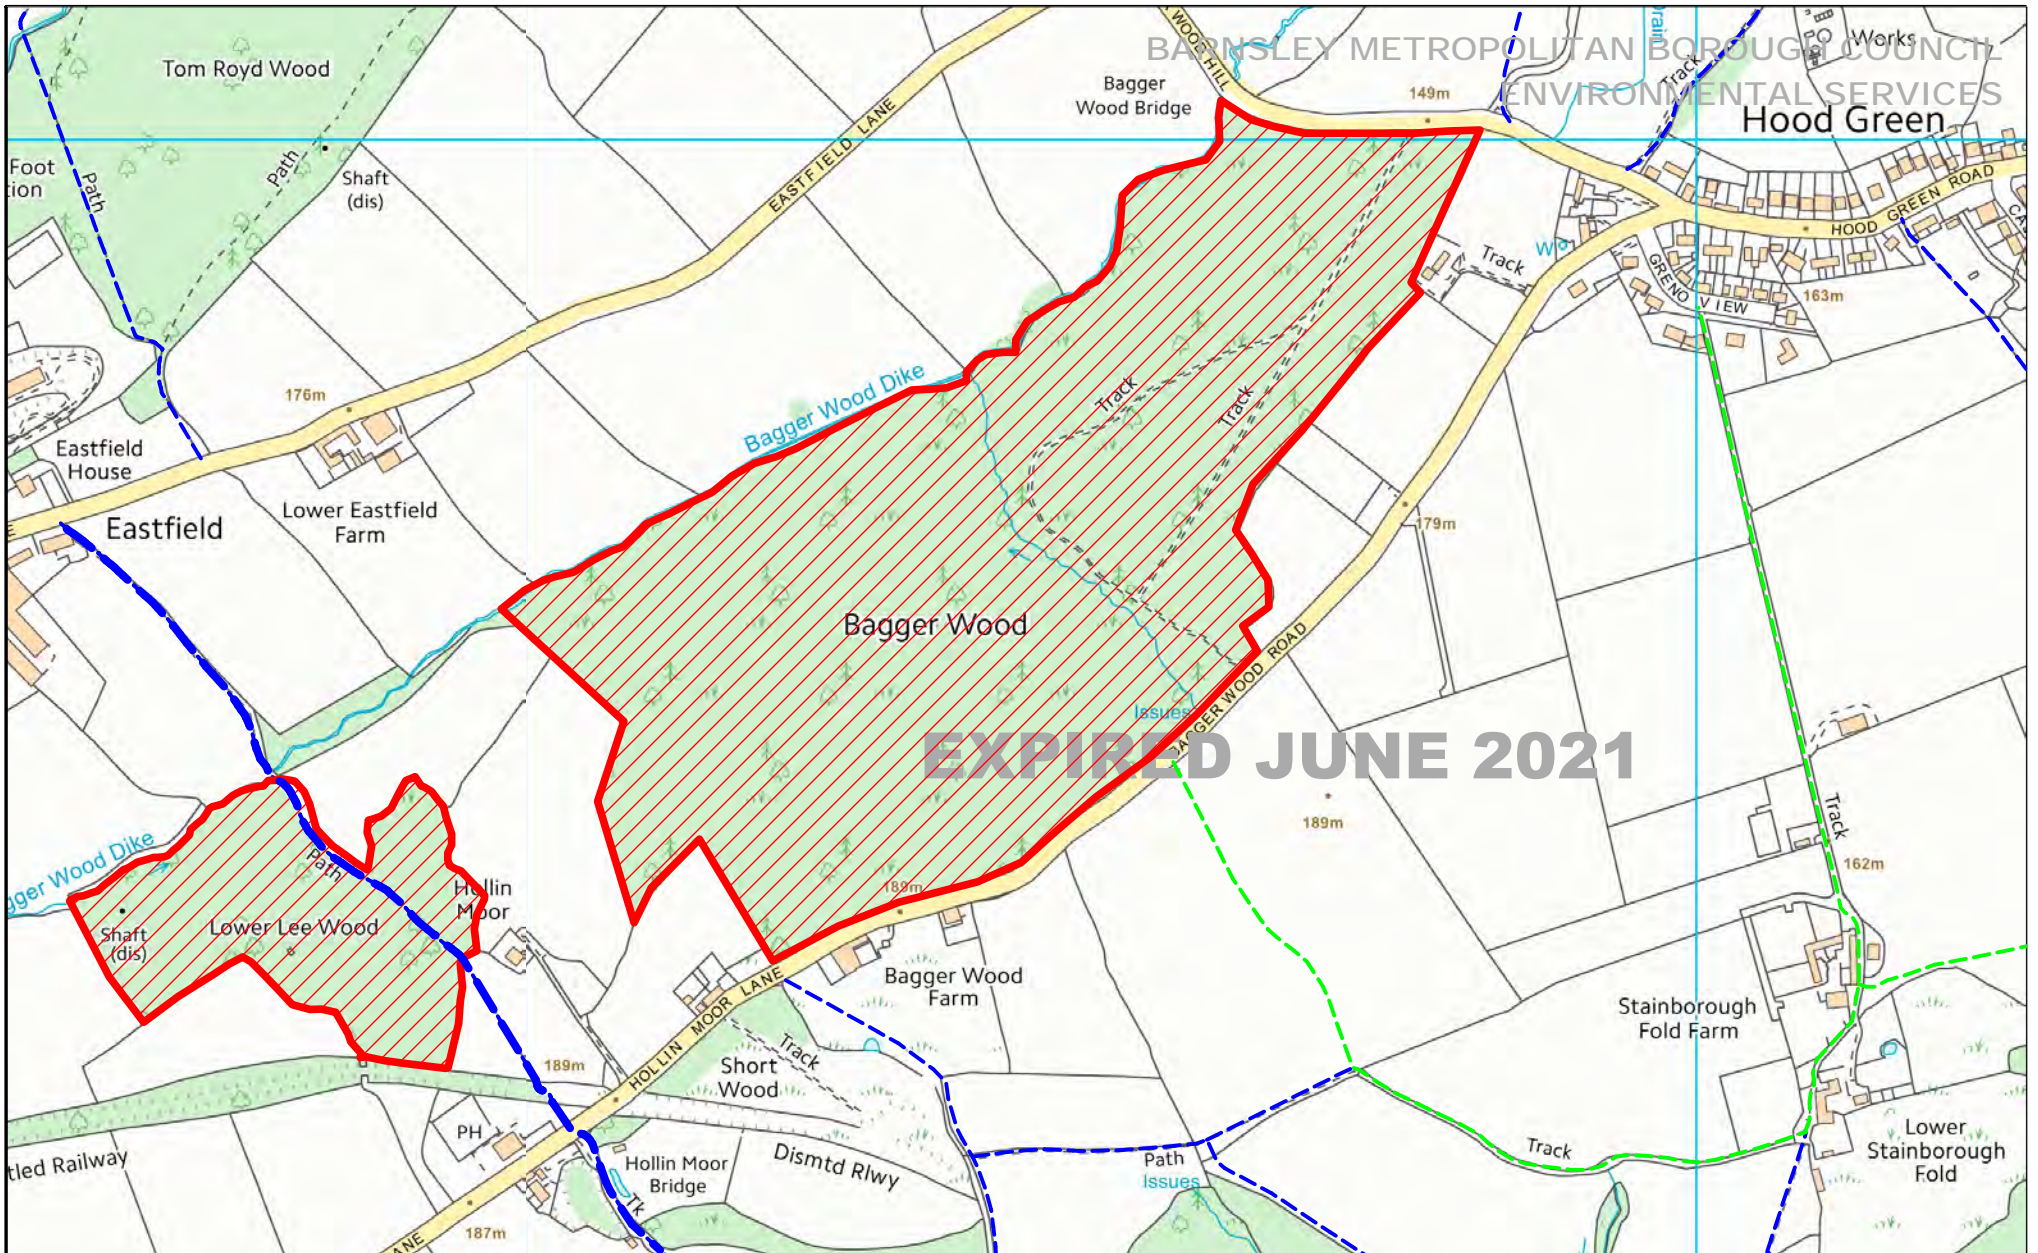 BARNSLEY METROPOLITAN BOROUGH COUNCIL
ENVIRONMENTAL SERVICES
Works
Drain
Track
WOOD HILL
Tom Royd Wood
Bagger
Wood Bridge
149m
Hood Green
Foot
tion
Path
Path
Shaft
(dis)
EASTFIELD LANE
HOOD GREEN ROAD
CA
W
Track
GRENO VIEW
163m
176m
Bagger Wood Dike
Track
Track
Eastfield
House
Lower Eastfield
Farm
Eastfield
E
179m
Bagger Wood
BAGGER WOOD ROAD
Issues
EXPIRED JUNE 2021
189m
Track
162m
gger Wood Dike
Path
Hollin
Moor
189m
Shaft
(dis)
Lower Lee Wood
Bagger Wood
Farm
HOLLIN MOOR LANE
Stainborough
Fold Farm
189m
Short
Wood
Track
PH
Lower
Stainborough
Fold
tled Railway
Hollin Moor
Bridge
Dismtd Rlwy
Path
Issues
Track
Tk
187m
ANE